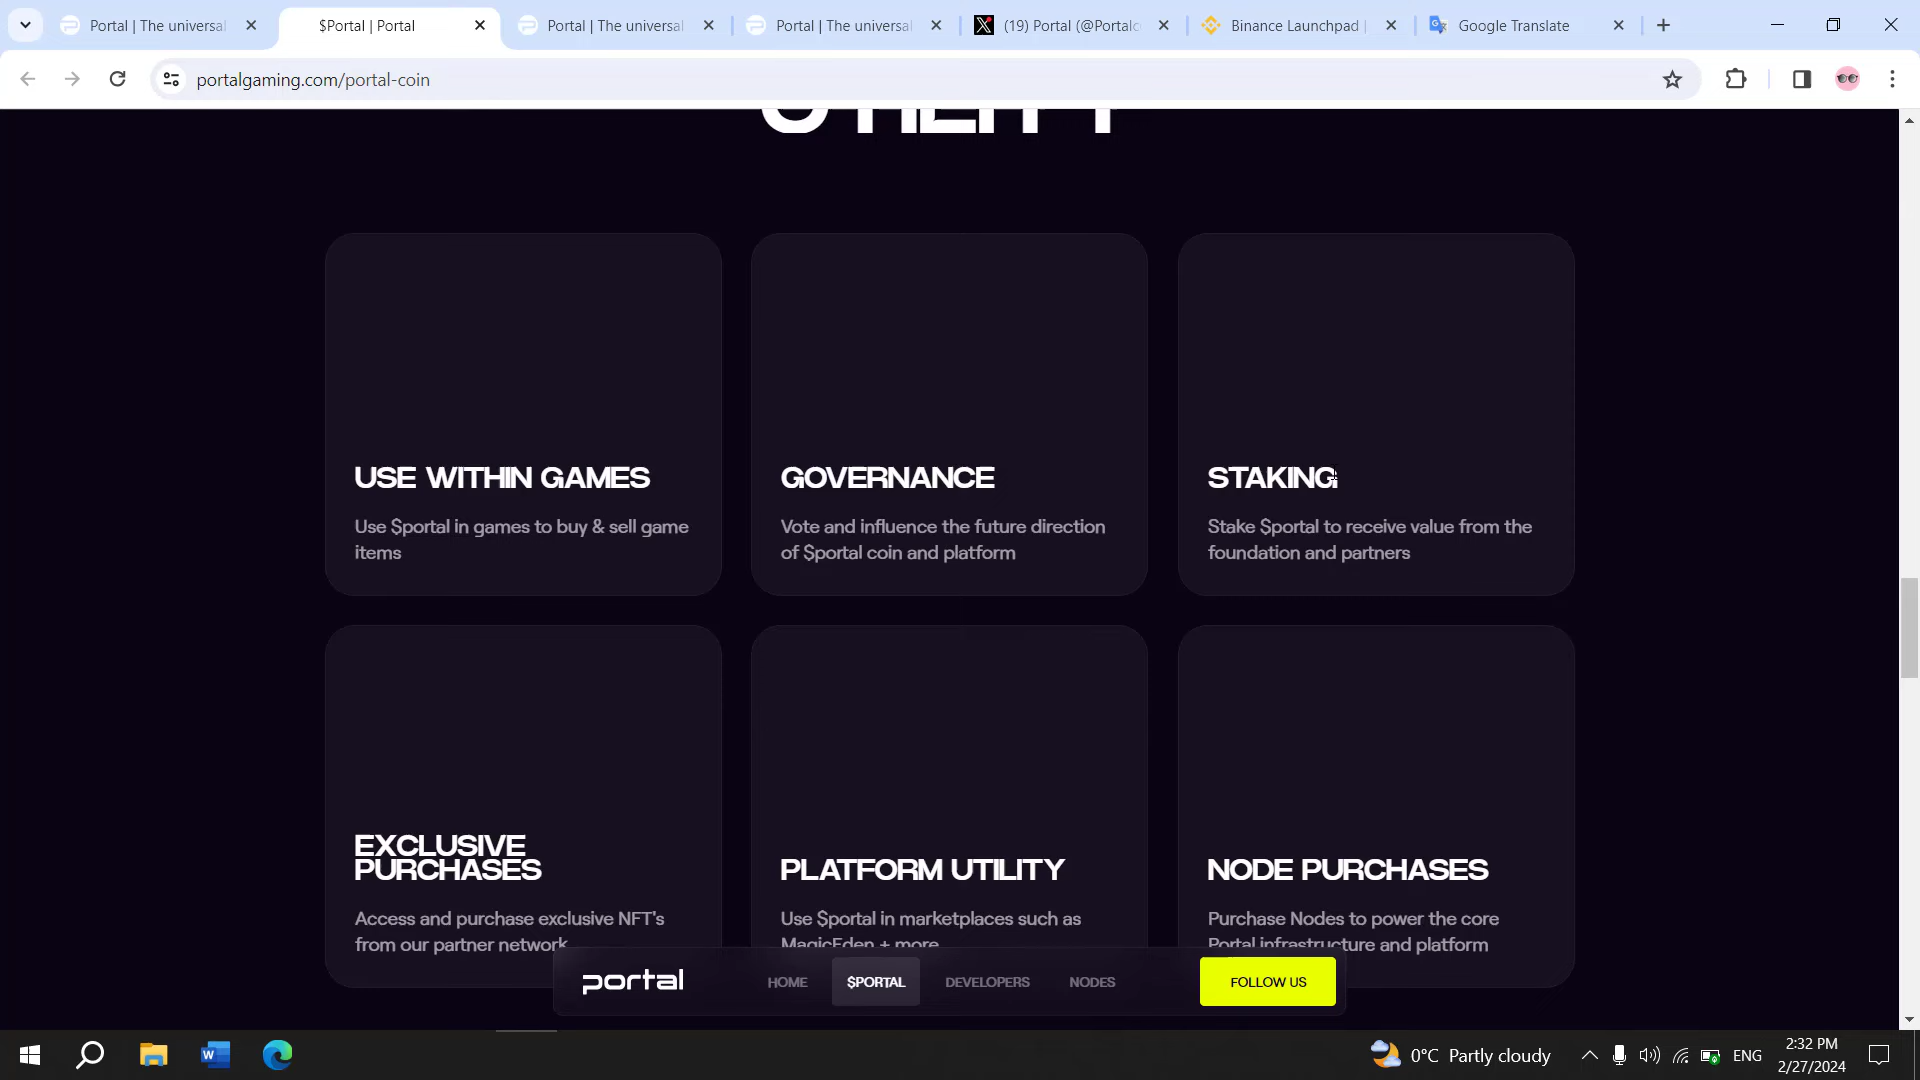 Portal | The universal
$Portal | Portal
Portal | The universal
Portal | The universal
(19) Portal (@Portalc
Binance Launchpad |
Google Translate
portalgaming.com/portal-coin
UTILITY
USE WITHIN GAMES
Use $portal in games to buy & sell game
items
GOVERNANCE
Vote and influence the future direction
of $portal coin and platform
STAKING
Stake $portal to receive value from the
foundation and partners
EXCLUSIVE
PURCHASES
Access and purchase exclusive NFT's
from our partner network
PLATFORM UTILITY
Use $portal in marketplaces such as
MagicEden + more
NODE PURCHASES
Purchase Nodes to power the core
Portal infrastructure and platform
portal
HOME
$PORTAL
DEVELOPERS
NODES
FOLLOW US
0°C Partly cloudy
ENG
2:32 PM
2/27/2024